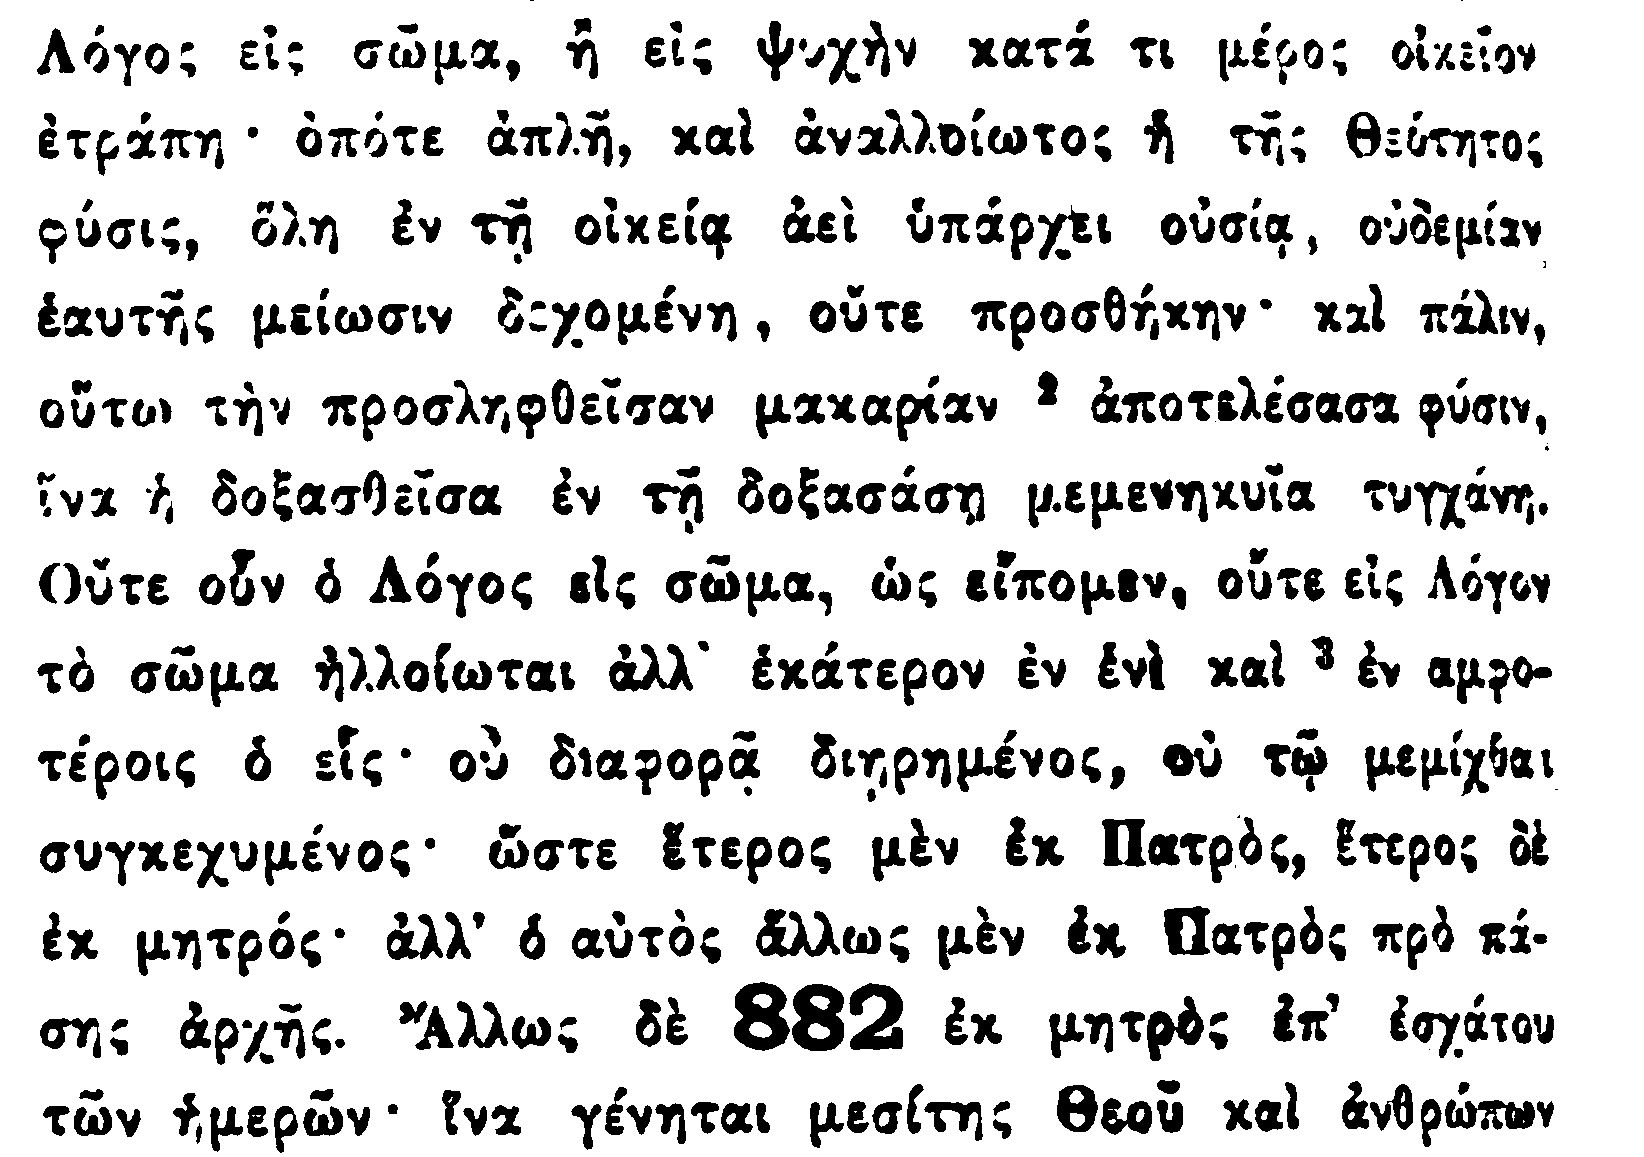 Λόγος εἰς σῶμα, ἢ εἰς ψυχὴν κατά τι μέρος οἰκεῖον
ἐτράπη · ὁπότε ἁπλῆ, καὶ ἀναλλοίωτος ἡ τῆς Θεότητος
φύσις, ὅλη ἐν τῇ οἰκείᾳ ἀεὶ ὑπάρχει οὐσίᾳ, οὐδεμίαν
ἑαυτῆς μείωσιν δεχομένη, οὔτε προσθήκην · καὶ πάλιν,
οὕτω τὴν προσληφθεῖσαν μακαρίαν 2 ἀποτελέσασα φύσιν,
ἵνα ἡ δοξασθεῖσα ἐν τῇ δοξασάσῃ μεμενηκυῖα τυγχάνῃ.
Οὔτε οὖν ὁ Λόγος εἰς σῶμα, ὡς εἴπομεν, οὔτε εἰς Λόγον
τὸ σῶμα ἠλλοίωται ἀλλ' ἑκάτερον ἐν ἑνὶ καὶ 3 ἐν αμφο-
τέροις ὁ εἷς · οὐ διαφορᾷ διῃρημένος, οὐ τῷ μεμίχθαι
συγκεχυμένος · ὥστε ἕτερος μὲν ἐκ Πατρὸς, ἕτερος δὲ
ἐκ μητρός · ἀλλ' ὁ αὐτὸς ἄλλως μὲν ἐκ Πατρὸς πρὸ πά-
σης ἀρχῆς. Ἄλλως δὲ 882 ἐκ μητρὸς ἐπ' ἐσχάτου
τῶν ἡμερῶν · ἵνα γένηται μεσίτης Θεοῦ καὶ ἀνθρώπων